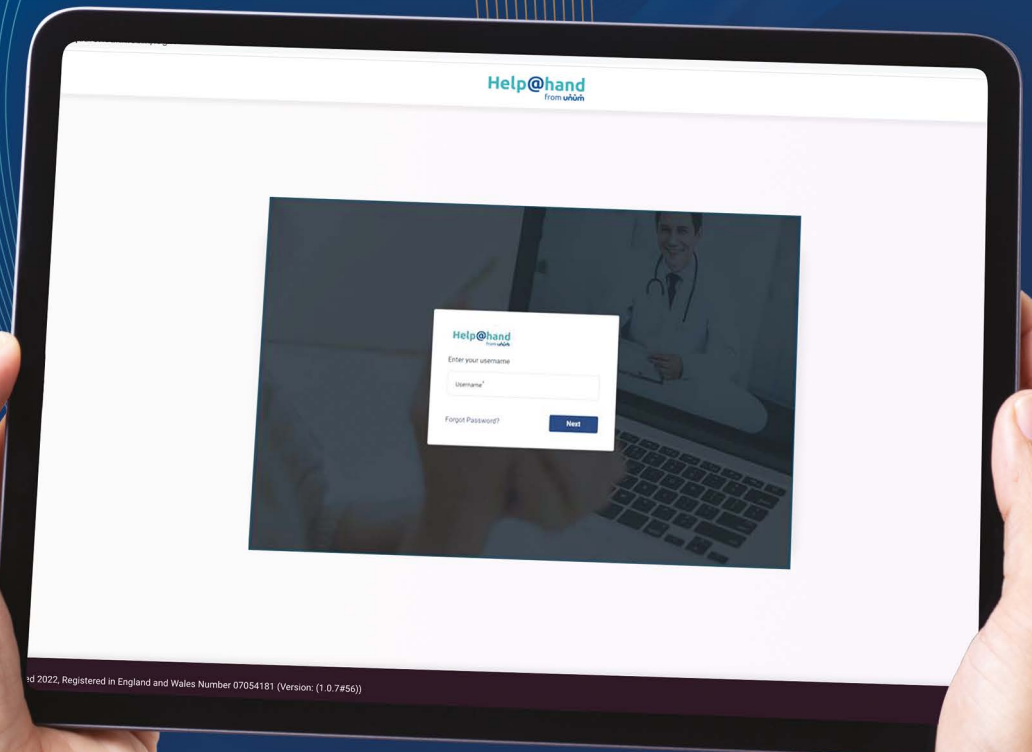 Help@hand
from unum
Help@hand
from unum
Enter your username
Username*
Forgot Password?
Next
2022, Registered in England and Wales Number 07054181 (Version: (1.0.7#56))